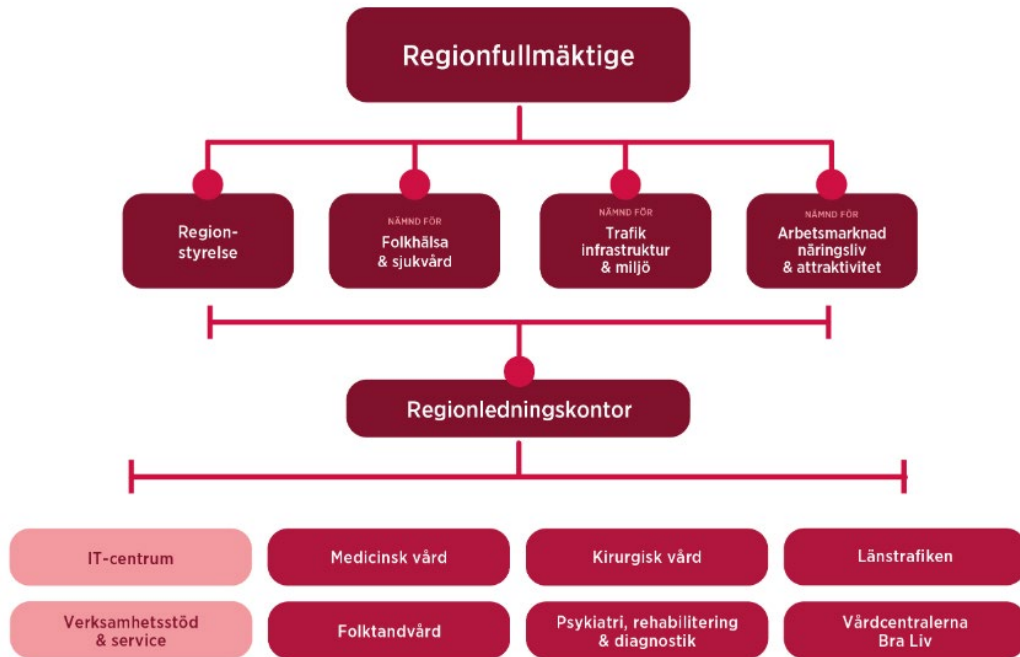 Regionfullmäktige
Region-
styrelse
NÄMND FÖR
Folkhälsa
& sjukvård
NÄMND FÖR
Trafik
infrastruktur
& miljö
NÄMND FÖR
Arbetsmarknad
näringsliv
& attraktivitet
Regionledningskontor
IT-centrum
Medicinsk vård
Kirurgisk vård
Länstrafiken
Verksamhetsstöd
& service
Folktandvård
Psykiatri, rehabilitering
& diagnostik
Vårdcentralerna
Bra Liv